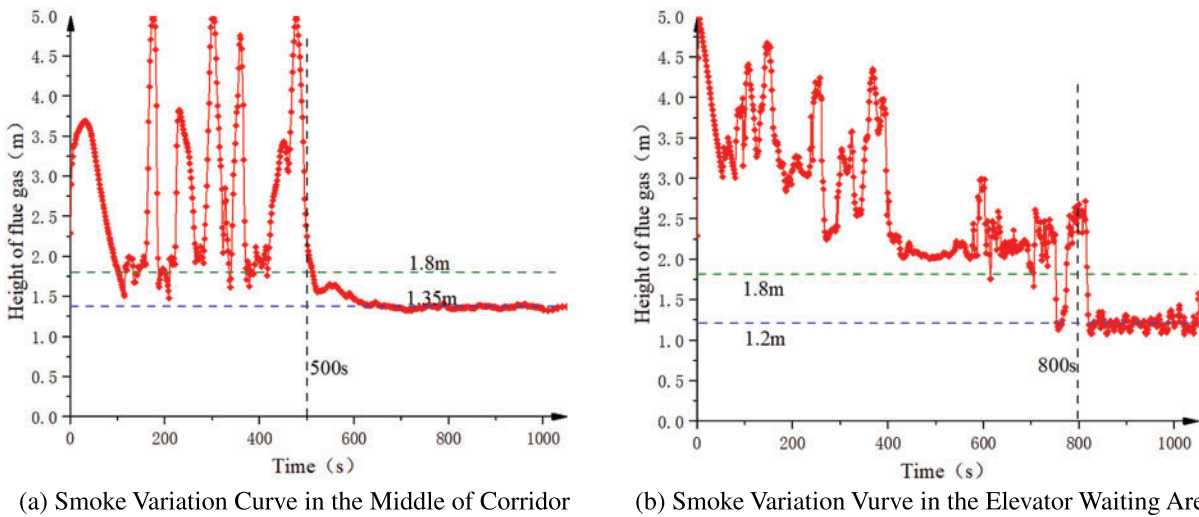 5.0
4.5
4.0
3.5
3.0
2.5
2.0
1.5
1.0
0.5
0.0
Height of flue gas (m)
1.8m
1.35m
500s
0 200 400 600 800 1000
Time (s)
(a) Smoke Variation Curve in the Middle of Corridor
5.0
4.5
4.0
3.5
3.0
2.5
2.0
1.5
1.0
0.5
0.0
Height of flue gas (m)
1.8m
1.2m
800s
0 200 400 600 800 1000
Time (s)
(b) Smoke Variation Vurve in the Elevator Waiting Are